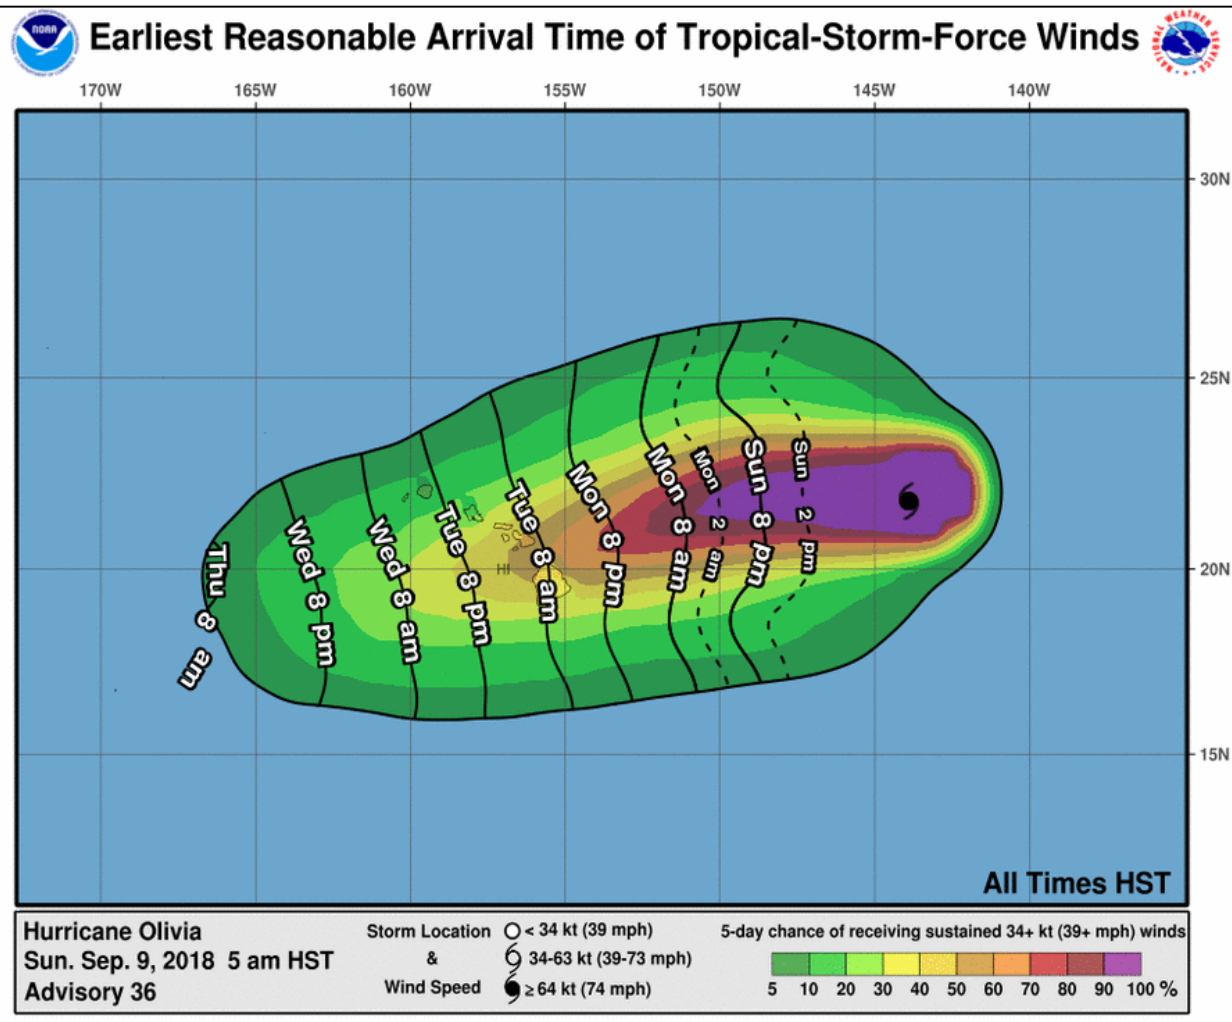 NOAA
Earliest Reasonable Arrival Time of Tropical-Storm-Force Winds
NATIONAL WEATHER SERVICE
170W 165W 160W 155W 150W 145W 140W
30N
25N
20N
15N
Thu 8 am
Wed 8 pm
Wed 8 am
Tue 8 pm
Tue 8 am
Mon 8 pm
Mon 8 am
Mon 2 am
Sun 8 pm
Sun 2 pm
HI
All Times HST
Hurricane Olivia
Sun. Sep. 9, 2018 5 am HST
Advisory 36
Storm Location
&
Wind Speed
< 34 kt (39 mph)
34-63 kt (39-73 mph)
≥ 64 kt (74 mph)
5-day chance of receiving sustained 34+ kt (39+ mph) winds
5 10 20 30 40 50 60 70 80 90 100 %